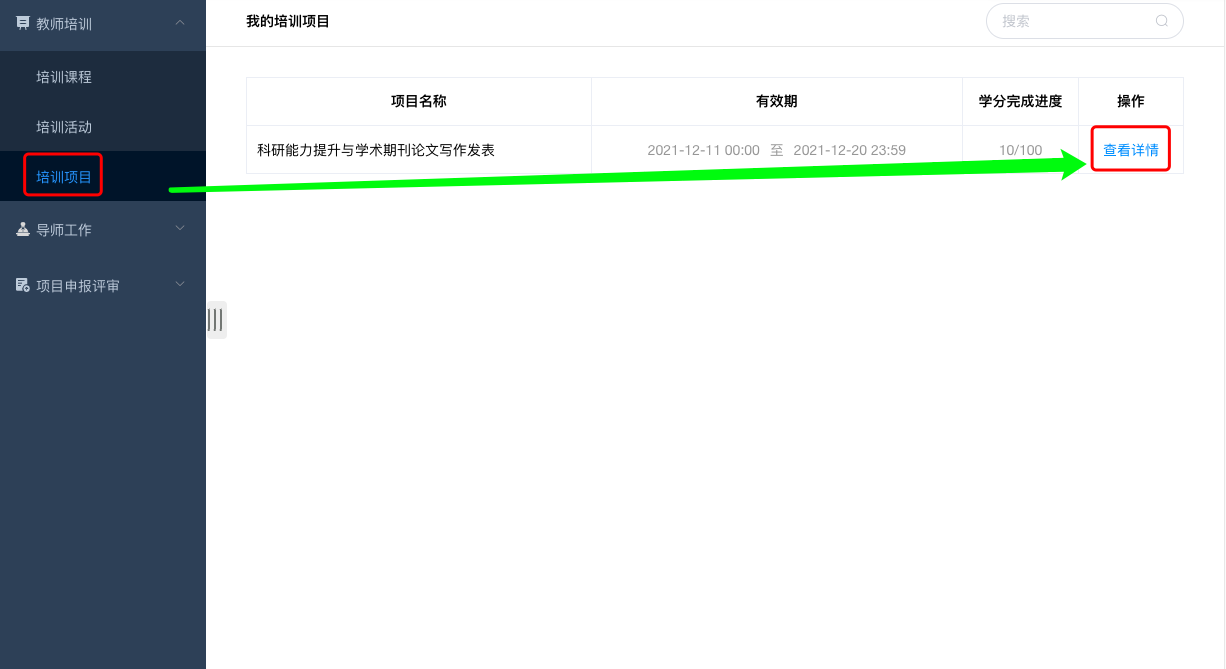 教师培训
培训课程
培训活动
培训项目
导师工作
项目申报评审
我的培训项目
搜索
项目名称 有效期 学分完成进度 操作
科研能力提升与学术期刊论文写作发表 2021-12-11 00:00 至 2021-12-20 23:59 10/100 查看详情